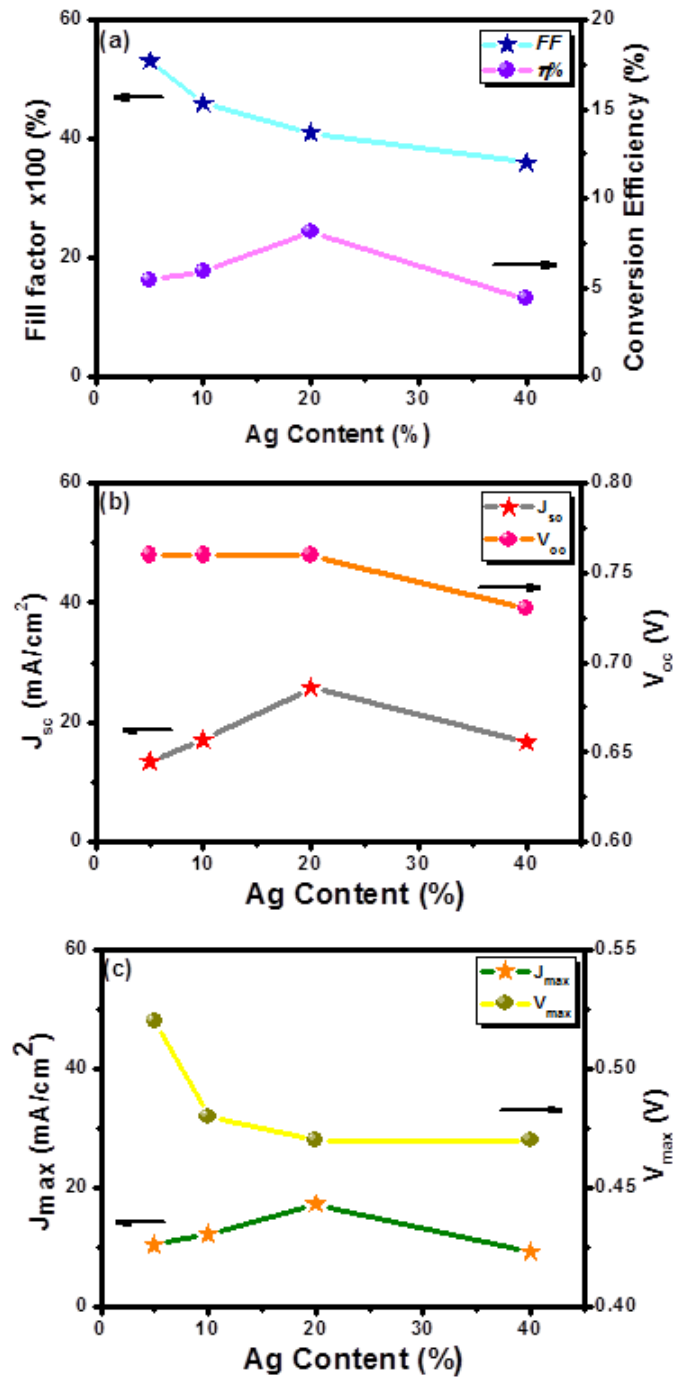 (a)
FF
η%
60
40
20
0
Fill factor x100 (%)
20
15
10
5
0
Conversion Efficiency (%)
0 10 20 30 40
Ag Content (%)
(b)
Jsc
Voc
60
40
20
0
Jsc (mA/cm2)
0.80
0.75
0.70
0.65
0.60
Voc (V)
0 10 20 30 40
Ag Content (%)
(c)
Jmax
Vmax
60
40
20
0
Jmax (mA/cm2)
0.55
0.50
0.45
0.40
Vmax (V)
0 10 20 30 40
Ag Content (%)